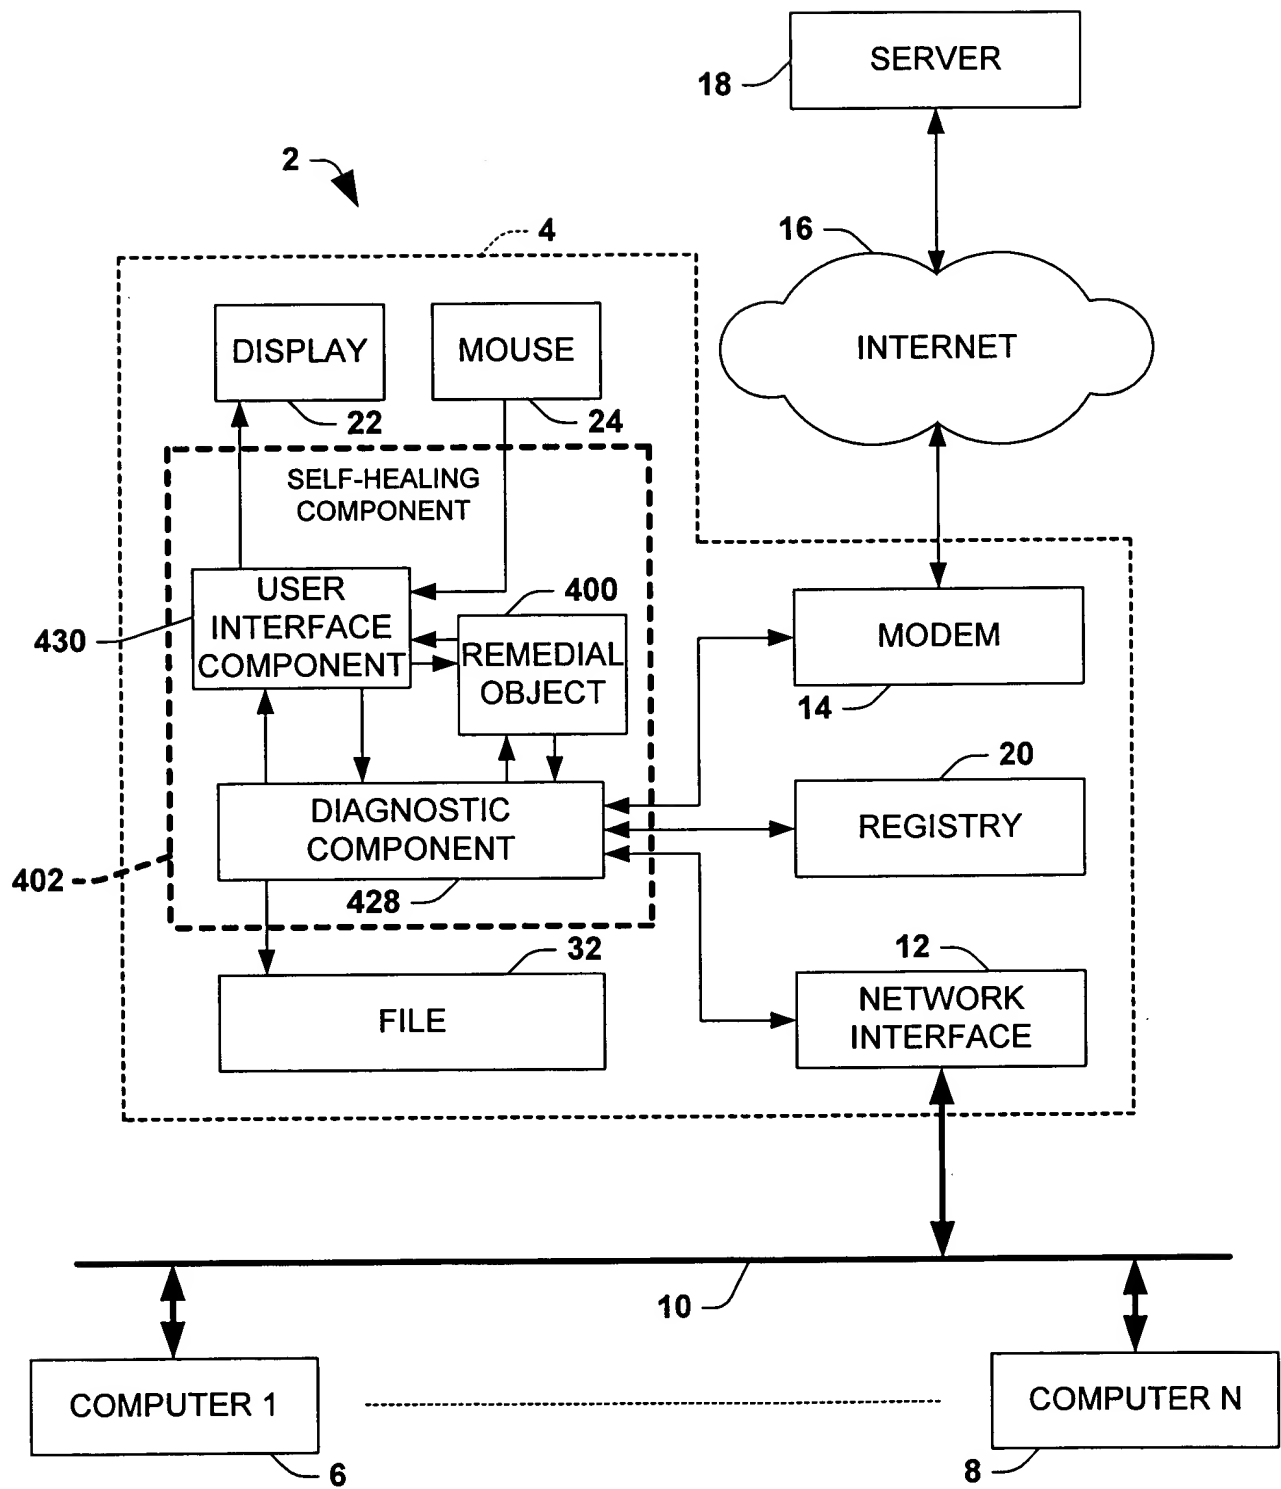 SERVER
18
2
4
16
INTERNET
DISPLAY
MOUSE
22
24
SELF-HEALING
COMPONENT
USER
INTERFACE
COMPONENT
430
400
REMEDIAL
OBJECT
MODEM
14
20
REGISTRY
DIAGNOSTIC
COMPONENT
402
428
32
FILE
12
NETWORK
INTERFACE
10
COMPUTER 1
6
COMPUTER N
8